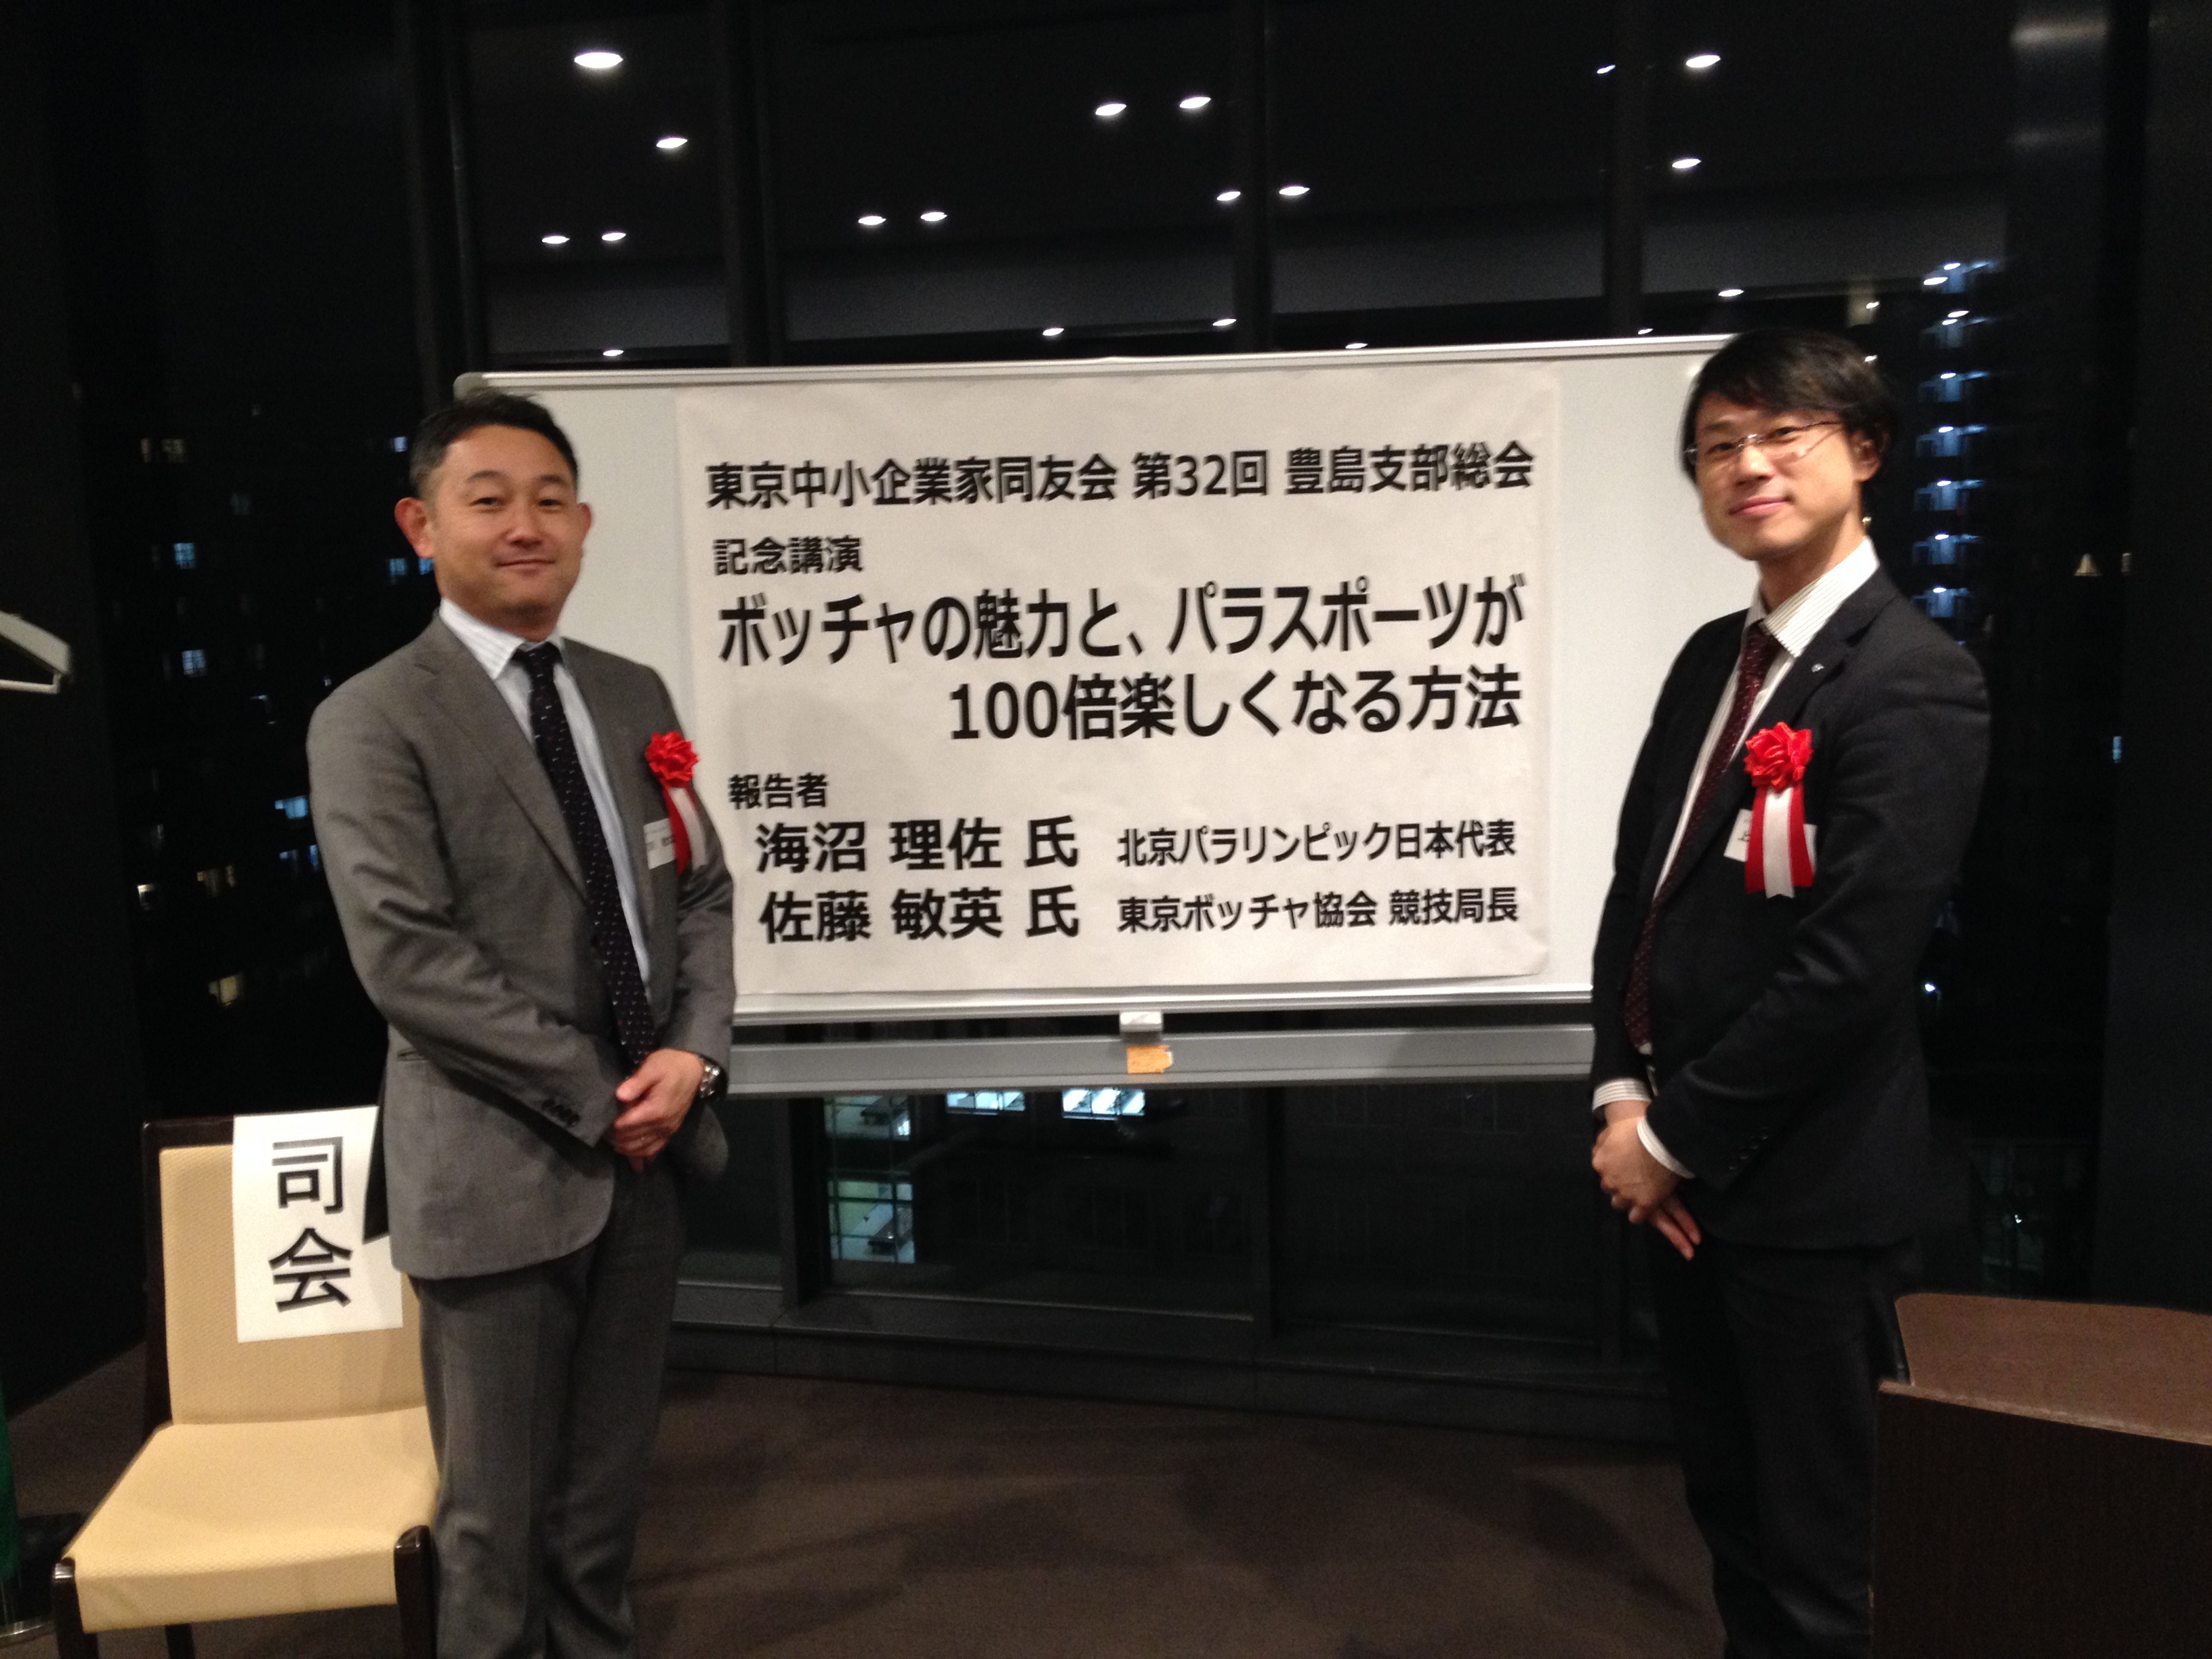 東京中小企業家同友会 第32回 豊島支部総会
記念講演
ボッチャの魅力と、パラスポーツが
100倍楽しくなる方法
報告者
海沼 理佐 氏 北京パラリンピック日本代表
佐藤 敏英 氏 東京ボッチャ協会 競技局長
司会